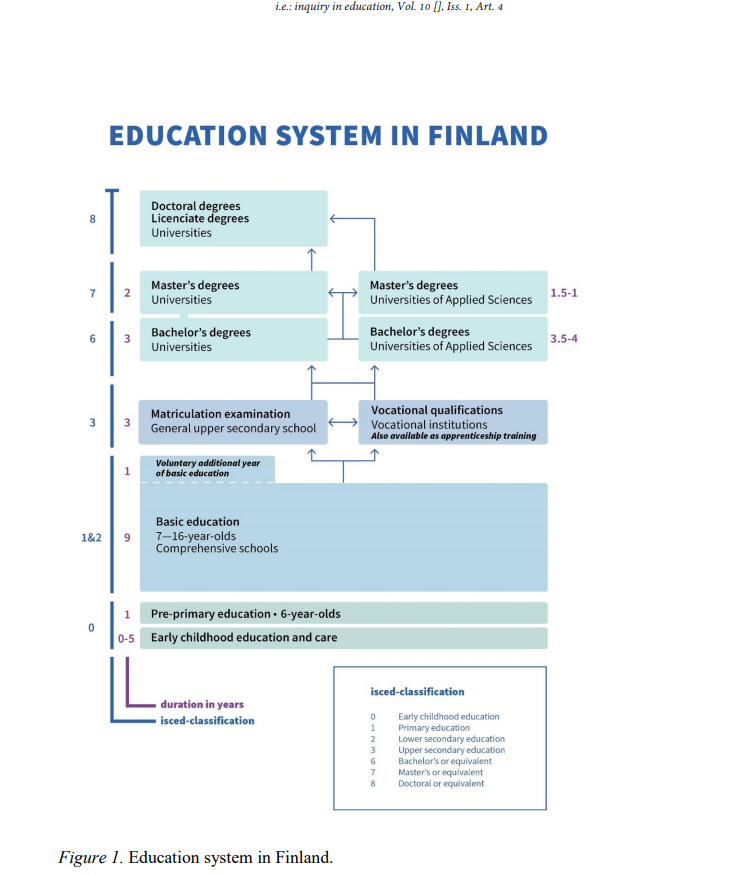 i.e.: inquiry in education, Vol. 10 [], Iss. 1, Art. 4
EDUCATION SYSTEM IN FINLAND
8
Doctoral degrees
Licenciate degrees
Universities
7
2
Master's degrees
Universities
Master's degrees
Universities of Applied Sciences
1.5-1
6
3
Bachelor's degrees
Universities
Bachelor's degrees
Universities of Applied Sciences
3.5-4
3
3
Matriculation examination
General upper secondary school
Vocational qualifications
Vocational institutions
Also available as apprenticeship training
1
Voluntary additional year
of basic education
1&2
9
Basic education
7—16-year-olds
Comprehensive schools
0
1
Pre-primary education • 6-year-olds
0-5
Early childhood education and care
duration in years
isced-classification
isced-classification
0 Early childhood education
1 Primary education
2 Lower secondary education
3 Upper secondary education
6 Bachelor's or equivalent
7 Master's or equivalent
8 Doctoral or equivalent
Figure 1. Education system in Finland.